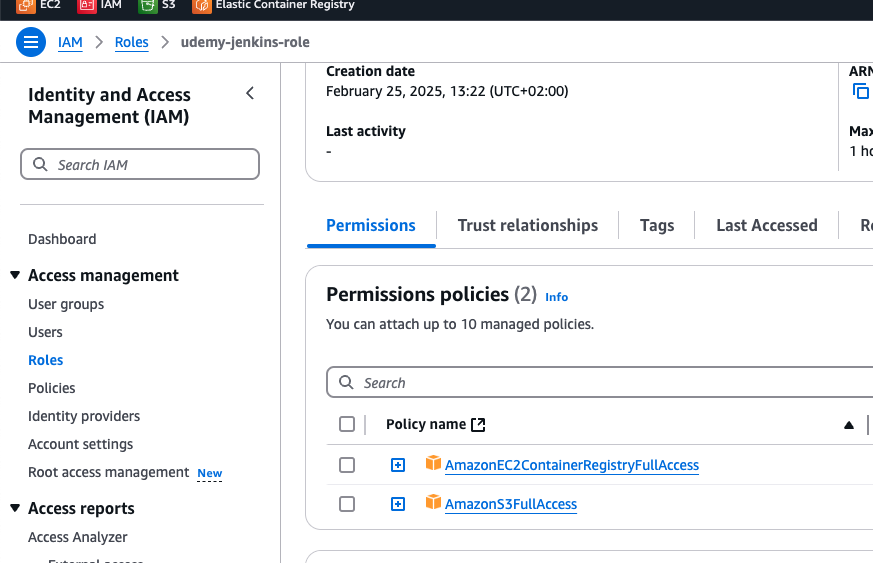 EC2 IAM S3 Elastic Container Registry
IAM > Roles > udemy-jenkins-role
Identity and Access
Management (IAM)
Search IAM
Dashboard
Access management
User groups
Users
Roles
Policies
Identity providers
Account settings
Root access management New
Access reports
Access Analyzer
Creation date
February 25, 2025, 13:22 (UTC+02:00)
Last activity
-
ARN
1 ho
Permissions
Trust relationships
Tags
Last Accessed
Permissions policies (2) Info
You can attach up to 10 managed policies.
Search
Policy name
AmazonEC2ContainerRegistryFullAccess
AmazonS3FullAccess